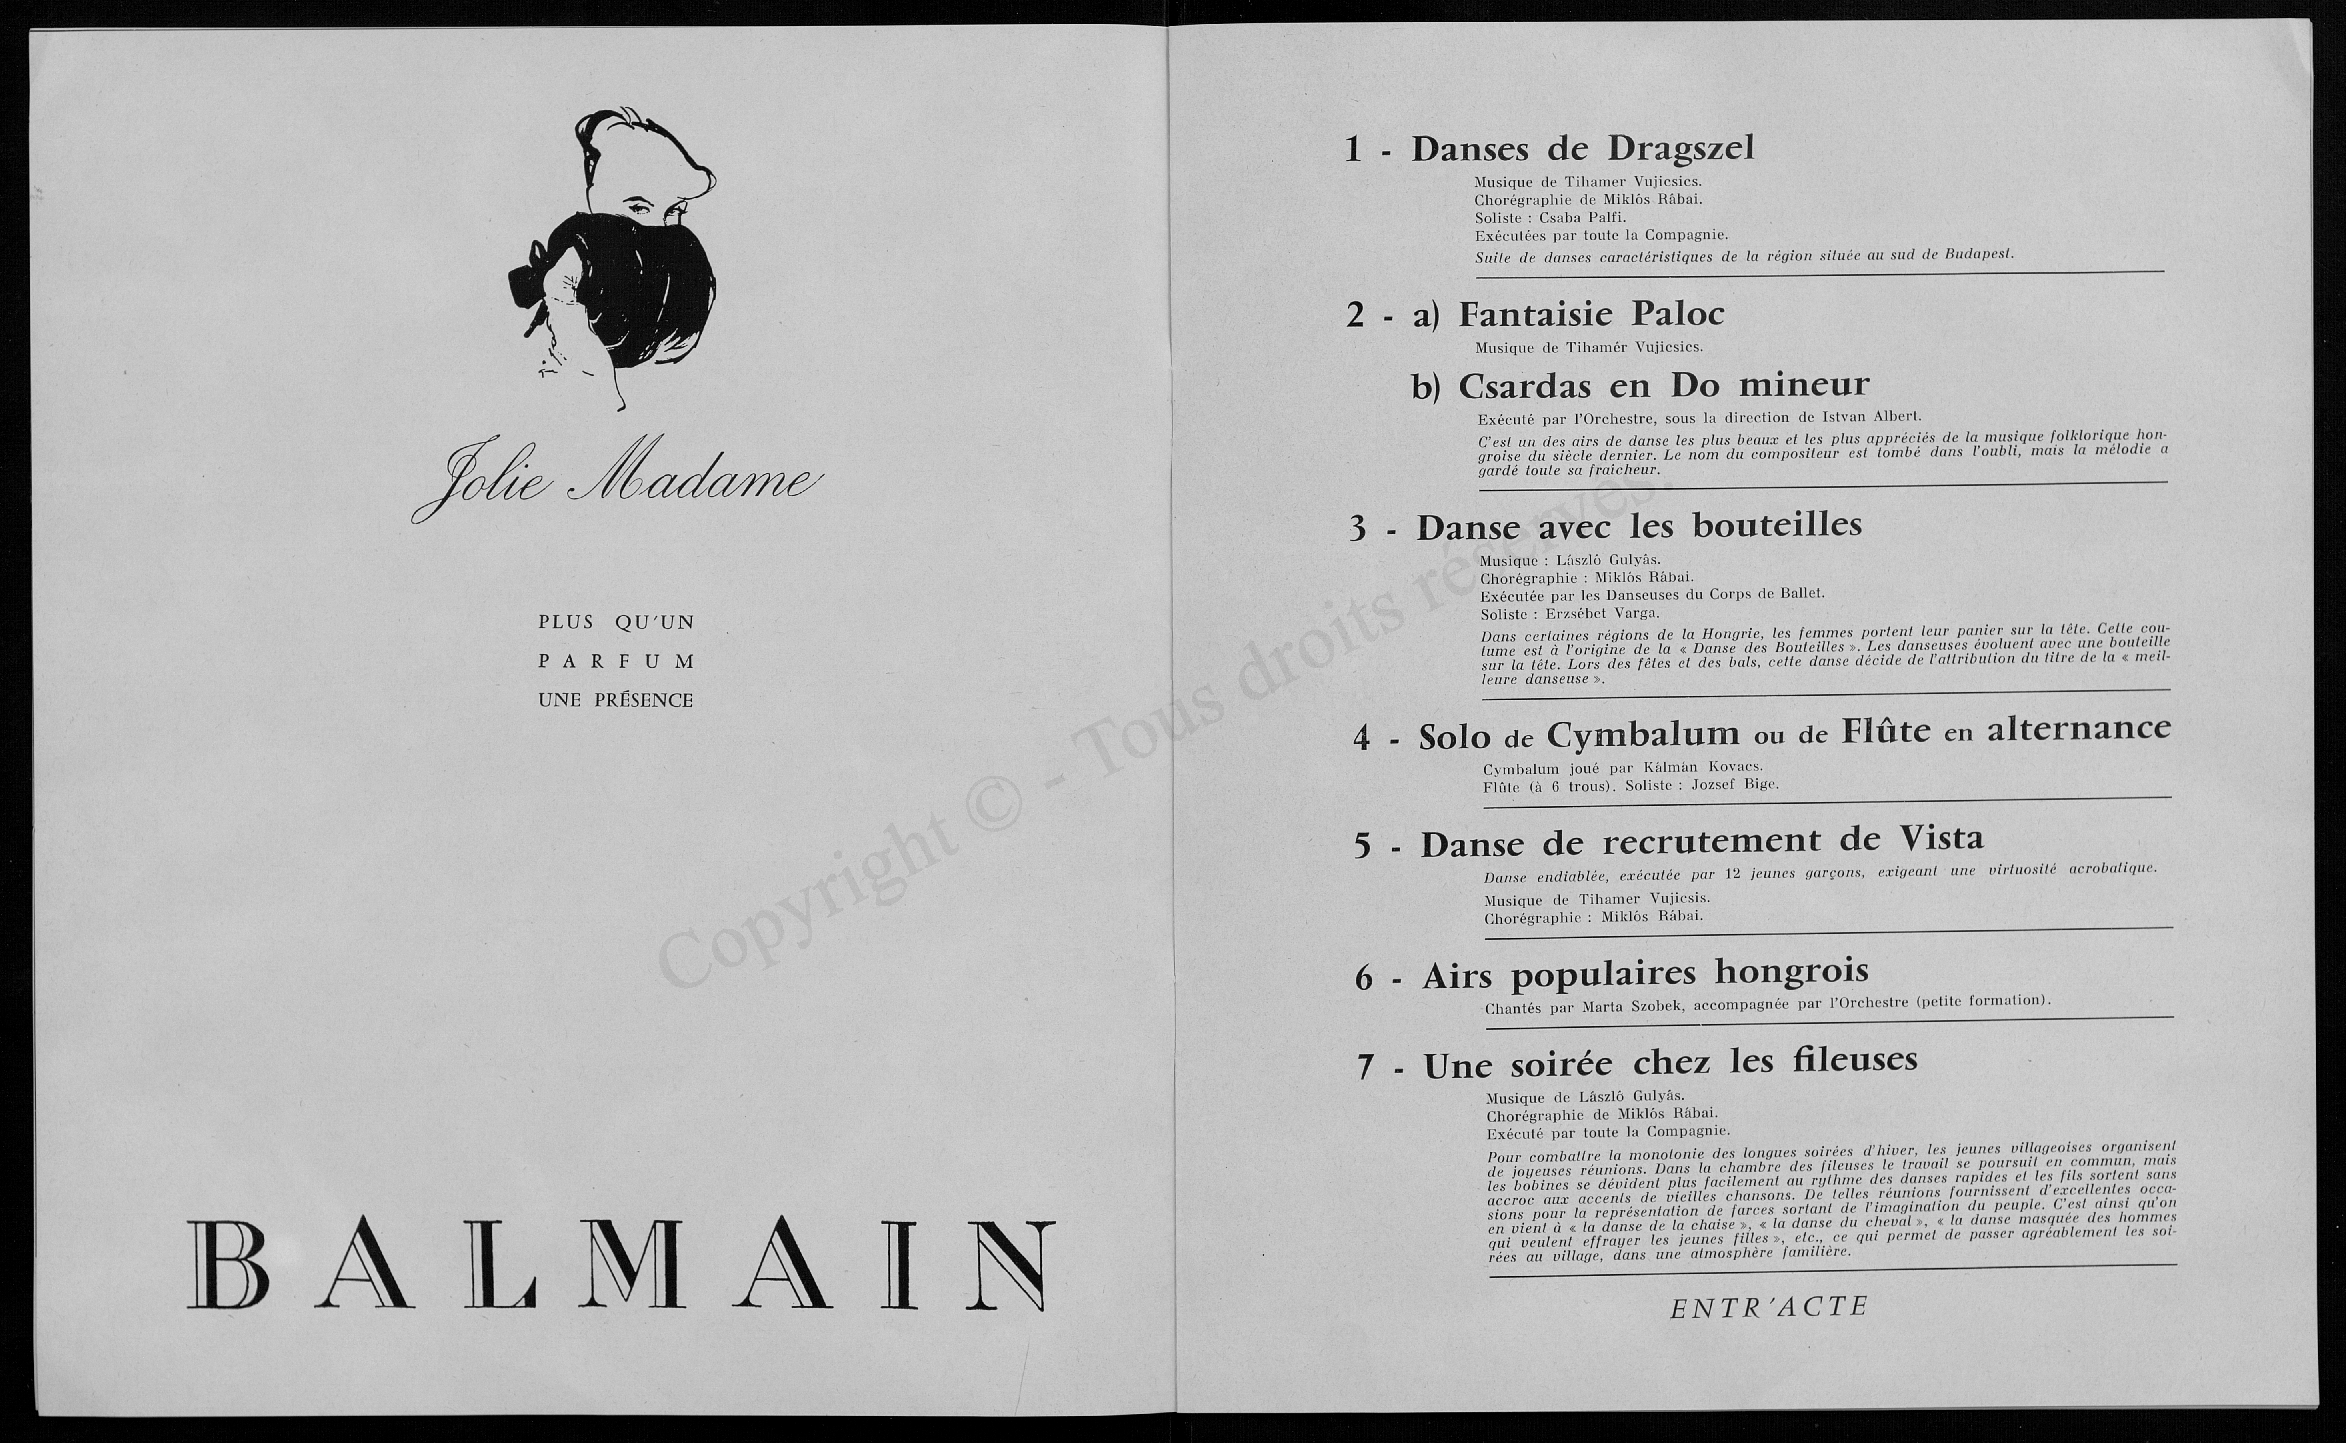 Jolie Madame
PLUS QU'UN
PARFUM
UNE PRÉSENCE
BALMAIN
1 - Danses de Dragszel
Musique de Tihamer Vujicsics.
Chorégraphie de Miklós Râbai.
Soliste : Csaba Palfi.
Exécutées par toute la Compagnie.
Suite de danses caractéristiques de la région située au sud de Budapest.
2 - a) Fantaisie Paloc
Musique de Tihamér Vujicsics.
b) Csardas en Do mineur
Exécuté par l'Orchestre, sous la direction de Istvan Albert.
C'est un des airs de danse les plus beaux et les plus appréciés de la musique folklorique hon-
groise du siècle dernier. Le nom du compositeur est tombé dans l'oubli, mais la mélodie a
gardé toute sa fraîcheur.
3 - Danse avec les bouteilles
Musique : László Gulyâs.
Chorégraphie : Miklós Râbai.
Exécutée par les Danseuses du Corps de Ballet.
Soliste : Erzsébet Varga.
Dans certaines régions de la Hongrie, les femmes portent leur panier sur la tête. Cette cou-
tume est à l'origine de la « Danse des Bouteilles ». Les danseuses évoluent avec une bouteille
sur la tête. Lors des fêtes et des bals, cette danse décide de l'attribution du titre de la « meil-
leure danseuse ».
4 - Solo de Cymbalum ou de Flûte en alternance
Cymbalum joué par Kálmàn Kovacs.
Flûte (à 6 trous). Soliste : Jozsef Bige.
5 - Danse de recrutement de Vista
Danse endiablée, exécutée par 12 jeunes garçons, exigeant une virtuosité acrobatique.
Musique de Tihamer Vujicsis.
Chorégraphie : Miklós Râbai.
6 - Airs populaires hongrois
Chantés par Marta Szobek, accompagnée par l'Orchestre (petite formation).
7 - Une soirée chez les fileuses
Musique de László Gulyâs.
Chorégraphie de Miklós Râbai.
Exécuté par toute la Compagnie.
Pour combattre la monotonie des longues soirées d'hiver, les jeunes villageoises organisent
de joyeuses réunions. Dans la chambre des fileuses le travail se poursuit en commun, mais
les bobines se dévident plus facilement au rythme des danses rapides et les fils sortent sans
accroc aux accents de vieilles chansons. De telles réunions fournissent d'excellentes occa-
sions pour la représentation de farces sortant de l'imagination du peuple. C'est ainsi qu'on
en vient à « la danse de la chaise », « la danse du cheval », « la danse masquée des hommes
qui veulent effrayer les jeunes filles », etc., ce qui permet de passer agréablement les soi-
rées au village, dans une atmosphère familière.
ENTR'ACTE
Copyright © - Tous droits réservés.